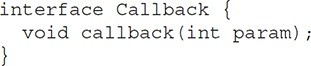 interface Callback {
  void callback(int param);
}